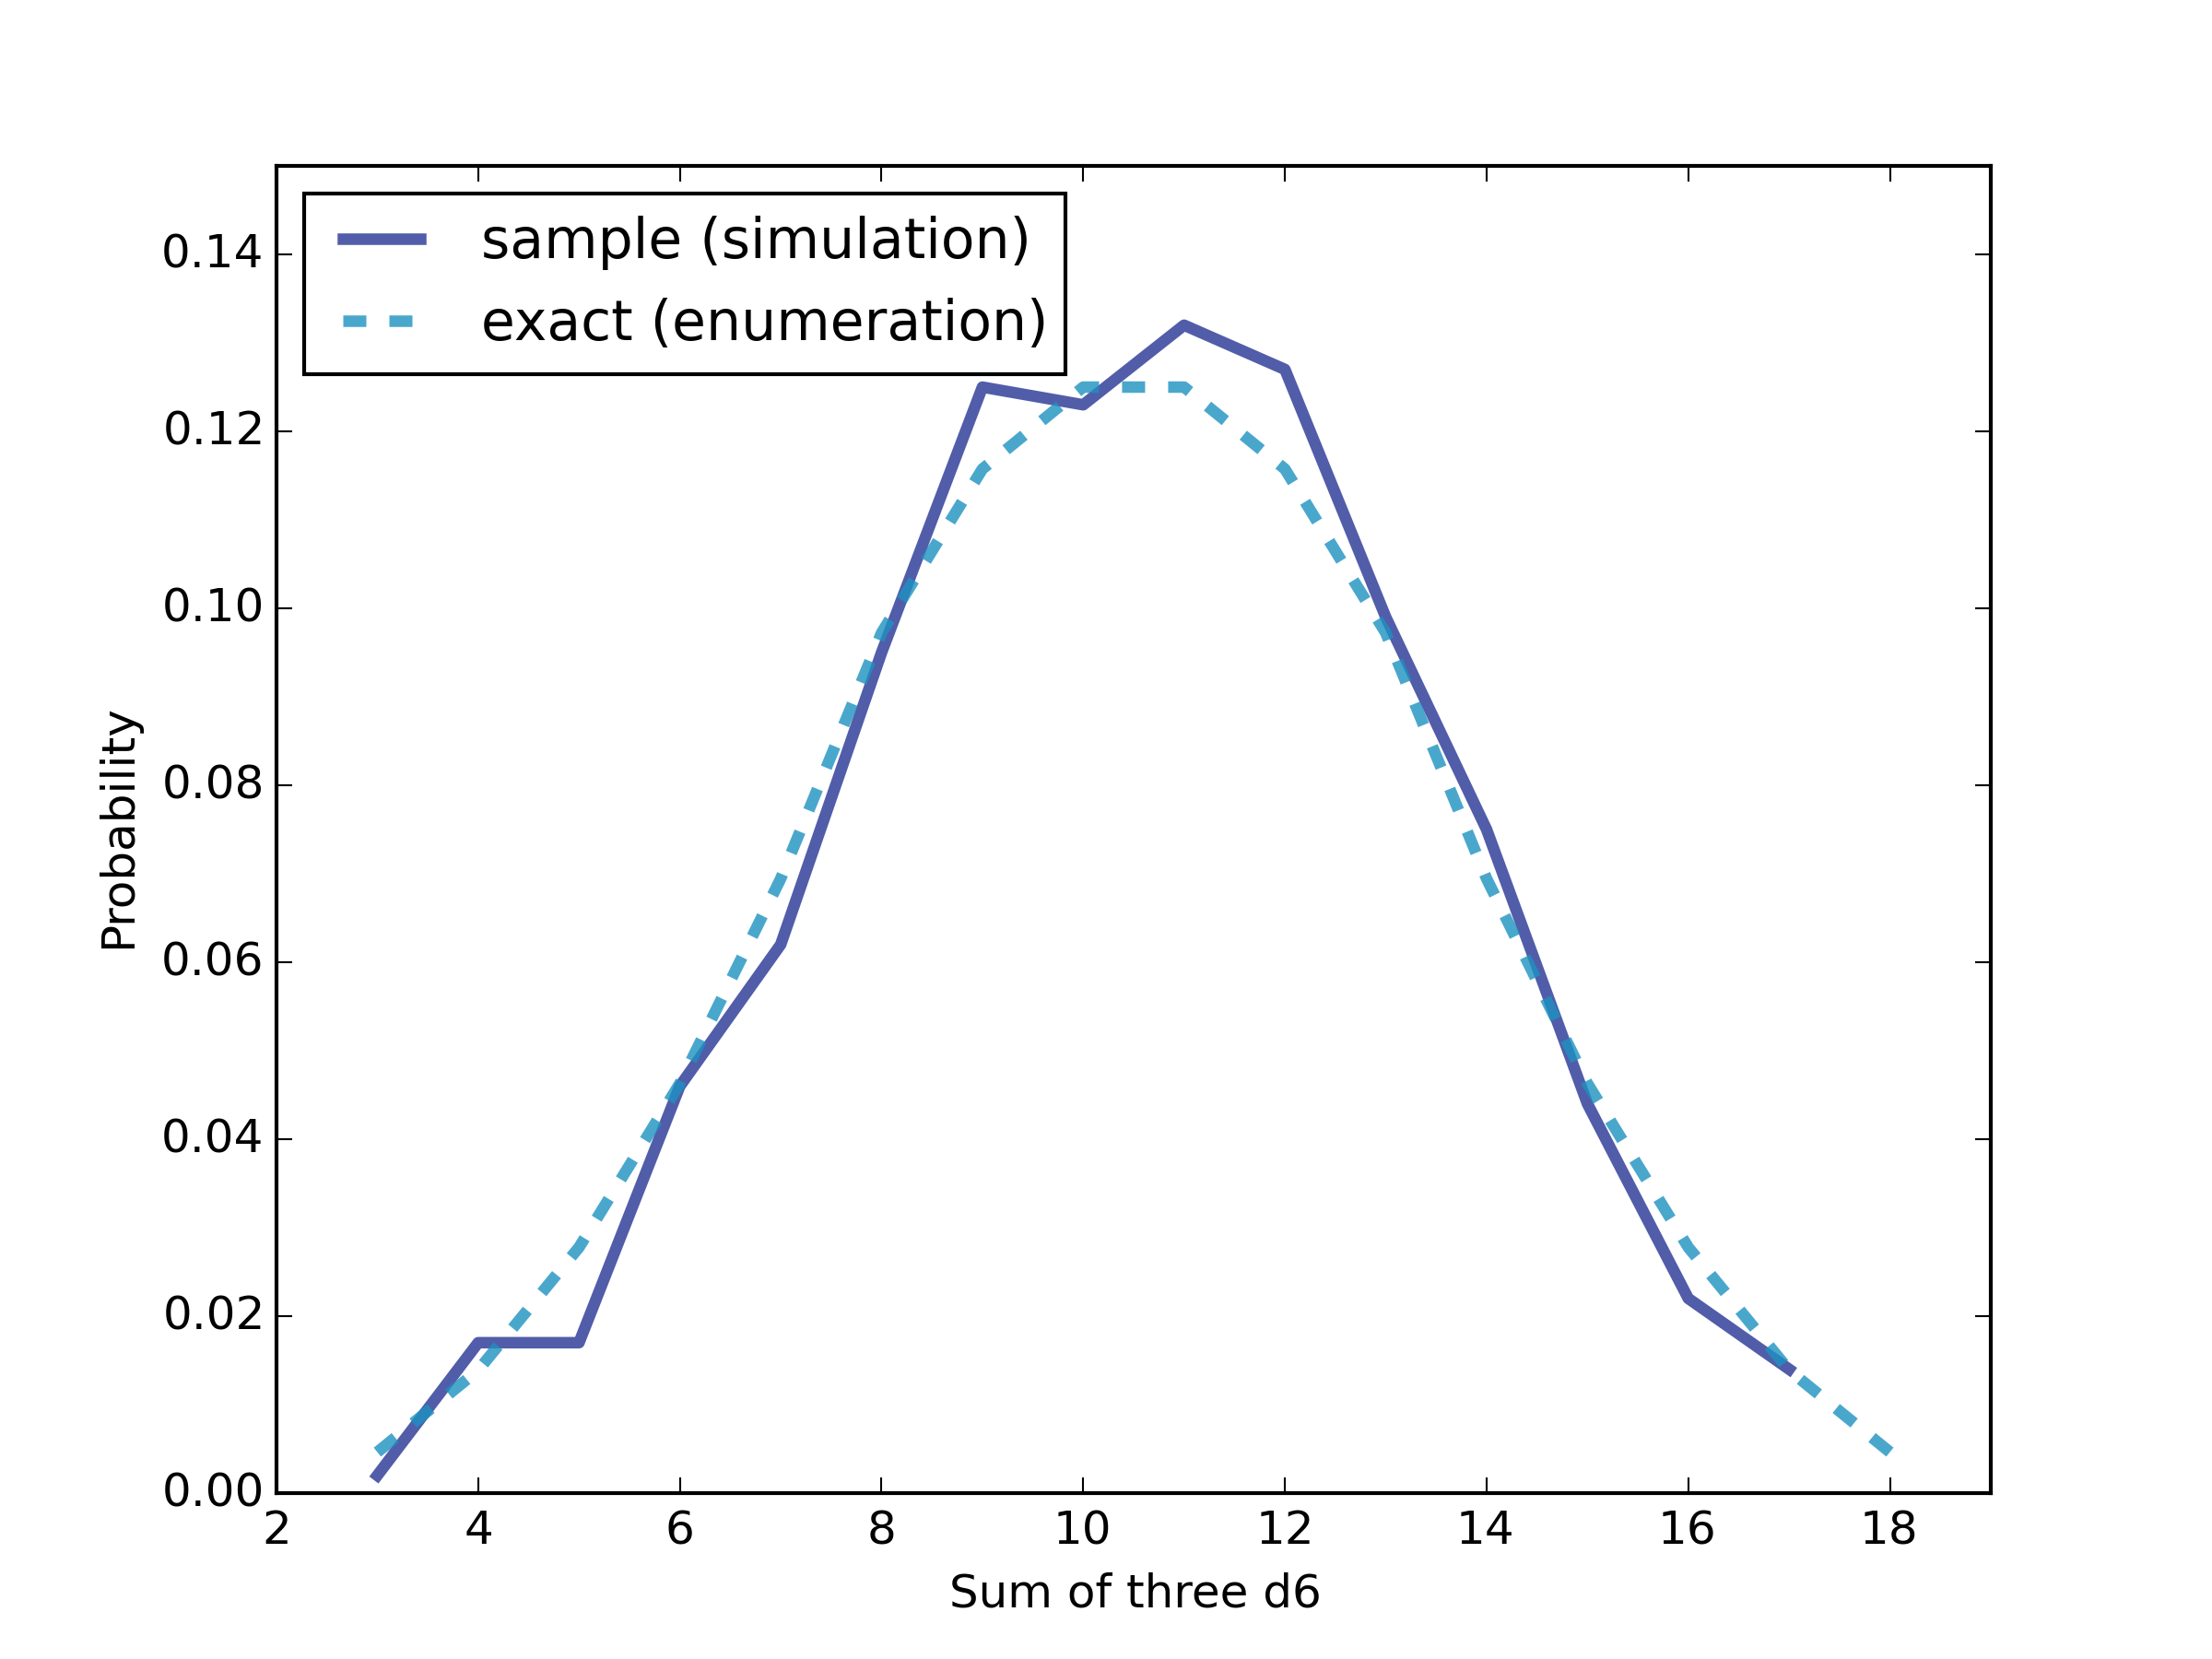 sample (simulation)
exact (enumeration)
0.14
0.12
0.10
0.08
0.06
0.04
0.02
0.00
Probability
2 4 6 8 10 12 14 16 18
Sum of three d6